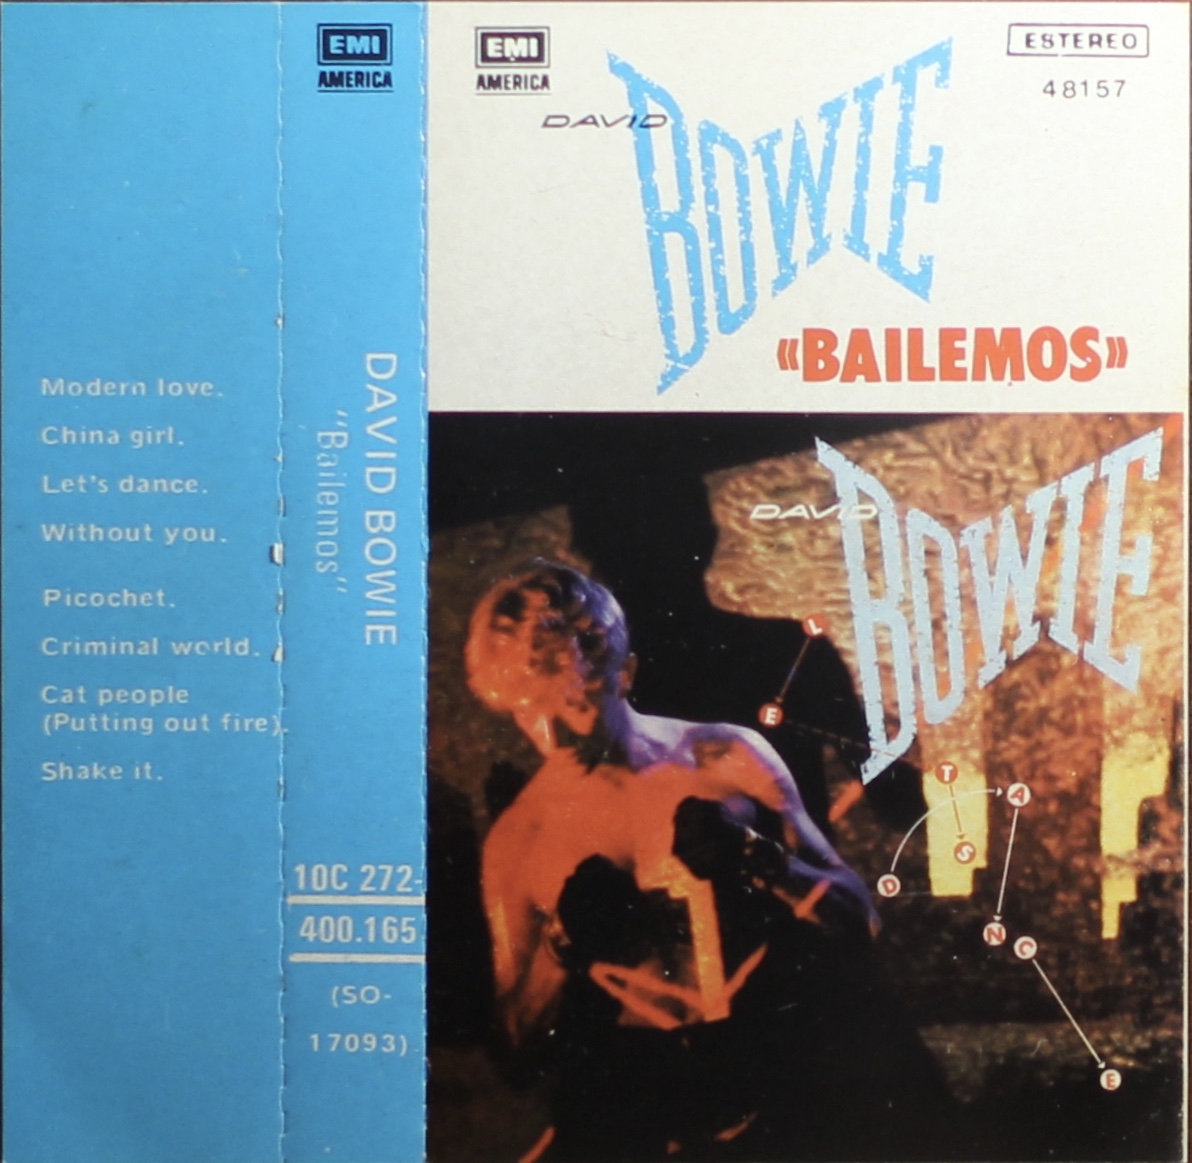 EMI
AMERICA
Modern love.
China girl.
Let's dance.
Without you.
Picochet.
Criminal world.
Cat people
(Putting out fire).
Shake it.
DAVID BOWIE
"Bailemos"
10C 272-
400.165
(SO-
17093)
EMI
AMERICA
ESTEREO
48157
DAVID
BOWIE
«BAILEMOS»
DAVID
BOWIE
L
E
T
S
D
A
N
C
E